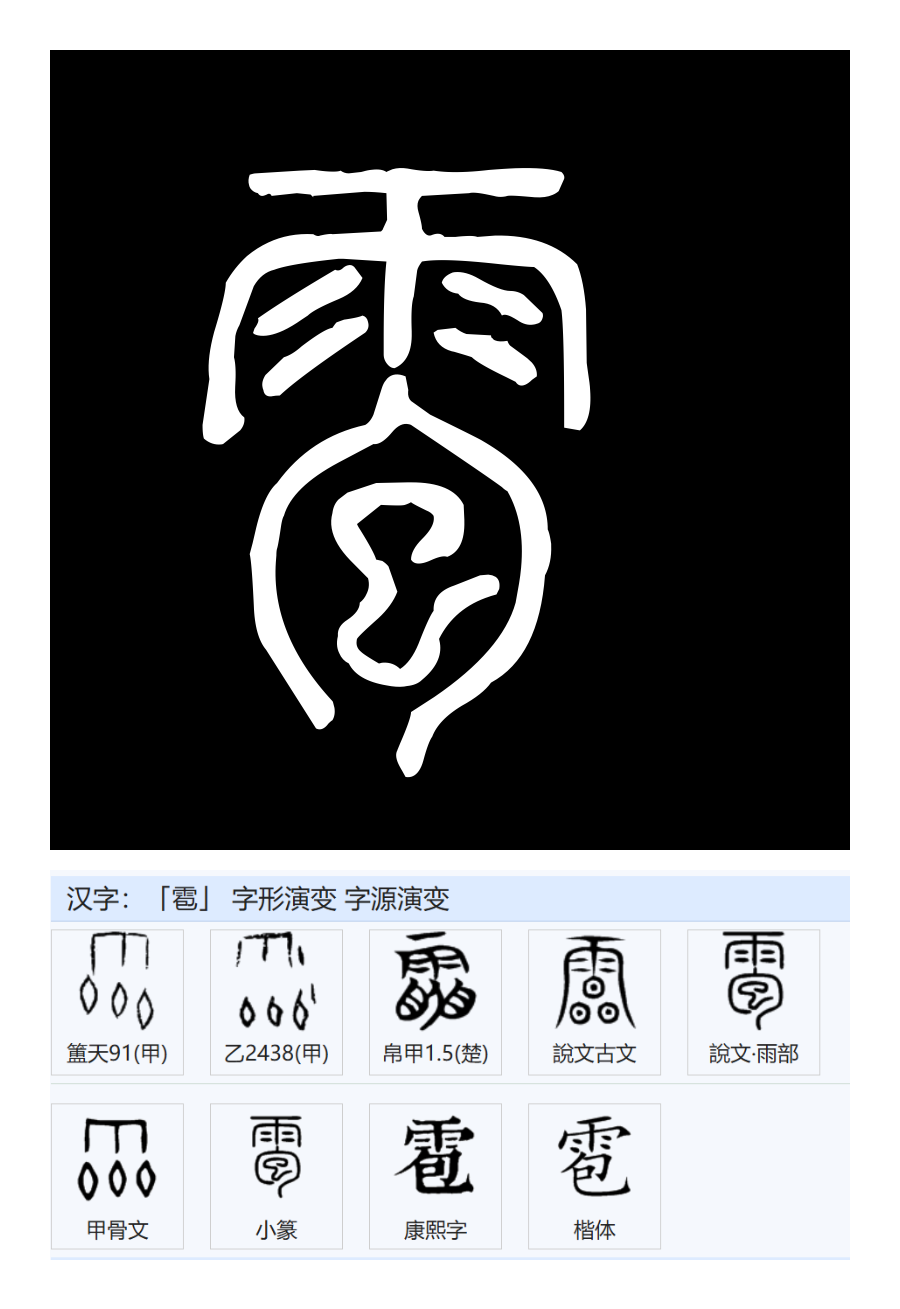 雹
汉字：「雹」 字形演变 字源演变
簠天91(甲) 乙2438(甲) 帛甲1.5(楚) 說文古文 說文·雨部
甲骨文 小篆 康熙字 楷体